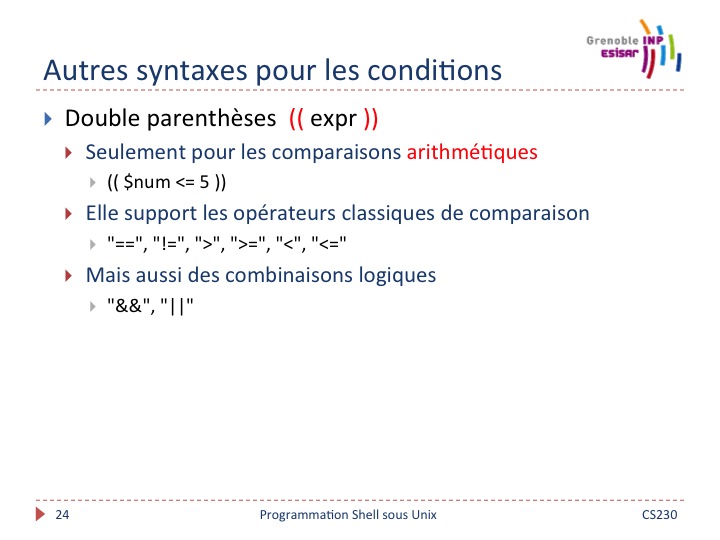 Grenoble INP
ESISAR
Autres syntaxes pour les conditions
Double parenthèses (( expr ))
Seulement pour les comparaisons arithmétiques
(( $num <= 5 ))
Elle support les opérateurs classiques de comparaison
"==", "!=", ">", ">=", "<", "<="
Mais aussi des combinaisons logiques
"&&", "||"
24 Programmation Shell sous Unix CS230